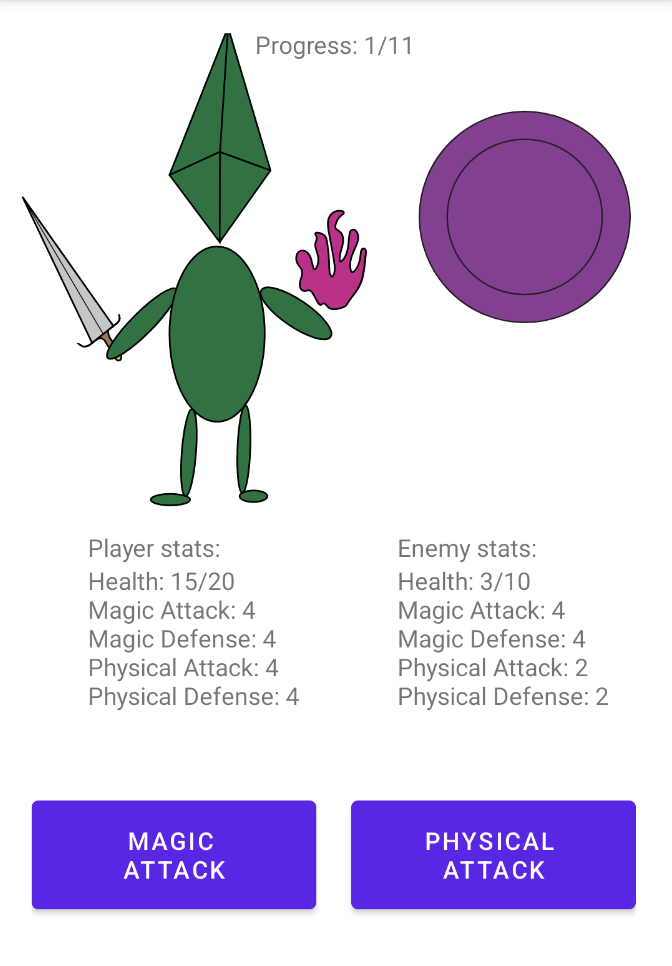 Progress: 1/11
Player stats:
Health: 15/20
Magic Attack: 4
Magic Defense: 4
Physical Attack: 4
Physical Defense: 4
Enemy stats:
Health: 3/10
Magic Attack: 4
Magic Defense: 4
Physical Attack: 2
Physical Defense: 2
MAGIC
ATTACK
PHYSICAL
ATTACK